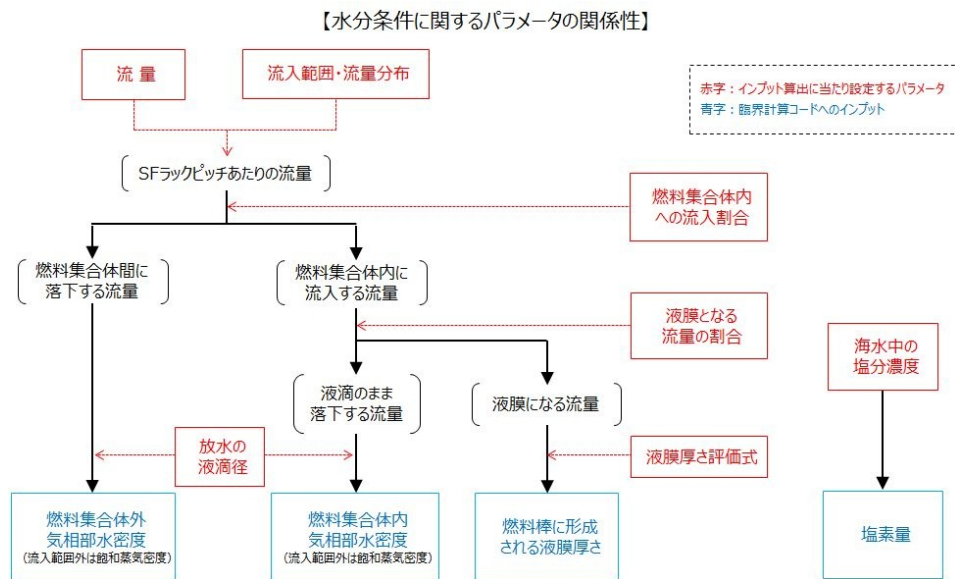 【水分条件に関するパラメータの関係性】
流 量
流入範囲・流量分布
赤字：インプット算出に当たり設定するパラメータ
青字：臨界計算コードへのインプット
SFラックピッチあたりの流量
燃料集合体内
への流入割合
燃料集合体間に
落下する流量
燃料集合体内に
流入する流量
液膜となる
流量の割合
海水中の
塩分濃度
液滴のまま
落下する流量
液膜になる流量
放水の
液滴径
液膜厚さ評価式
燃料集合体外
気相部水密度
(流入範囲外は飽和蒸気密度)
燃料集合体内
気相部水密度
(流入範囲外は飽和蒸気密度)
燃料棒に形成
される液膜厚さ
塩素量